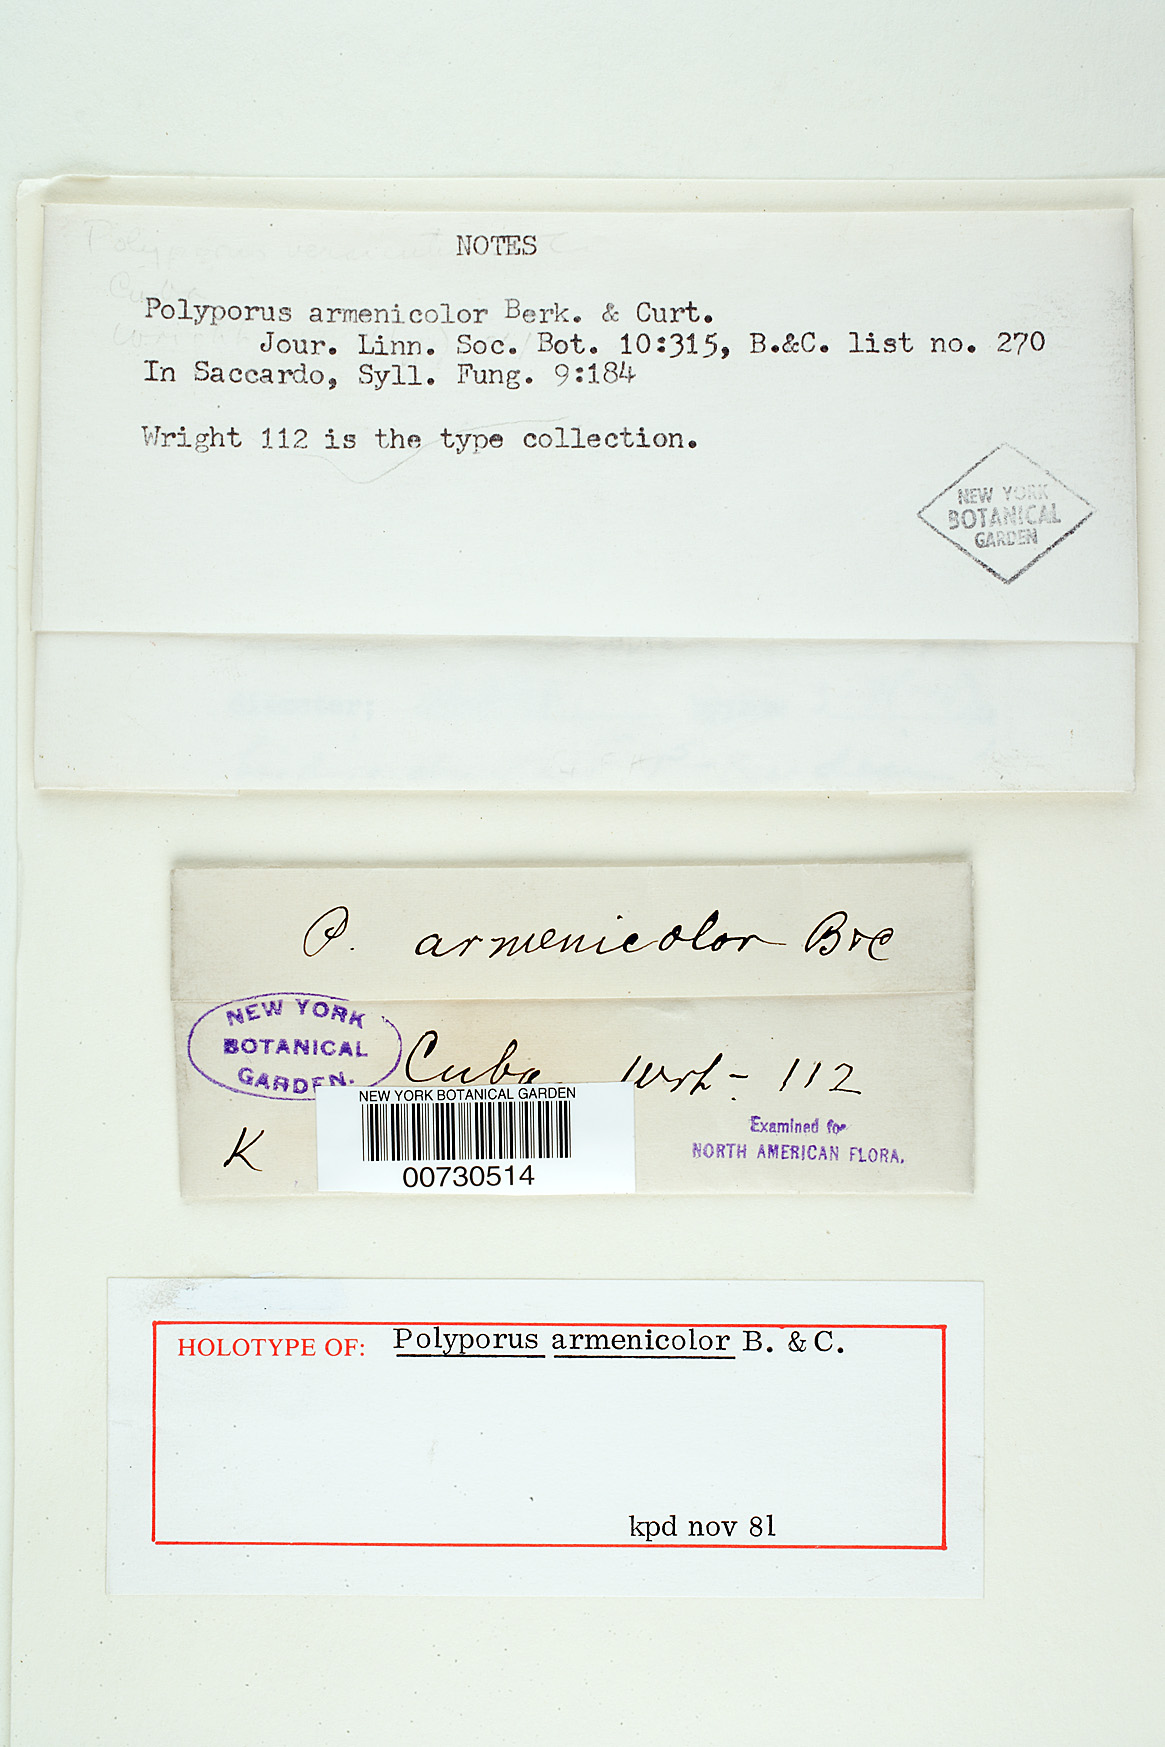 NOTES
Polyporus armenicolor Berk. & Curt.
Jour. Linn. Soc. Bot. 10:315, B.&C. list no. 270
In Saccardo, Syll. Fung. 9:184
Wright 112 is the type collection.
NEW YORK
BOTANICAL
GARDEN
P. armenicolor B&C
NEW YORK
BOTANICAL
GARDEN.
Cuba Wrh - 112
NEW YORK BOTANICAL GARDEN
00730514
K
Examined for
NORTH AMERICAN FLORA.
HOLOTYPE OF: Polyporus armenicolor B. & C.
kpd nov 81